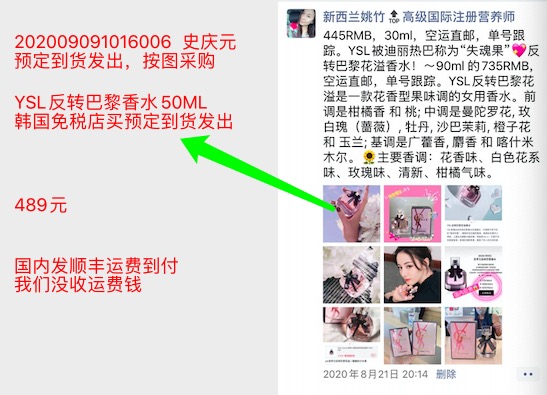 202009091016006 史庆元
预定到货发出，按图采购
YSL反转巴黎香水50ML
韩国免税店买预定到货发出
489元
国内发顺丰运费到付
我们没收运费钱
新西兰姚竹 TOP 高级国际注册营养师
445RMB，30ml，空运直邮，单号跟
踪。YSL被迪丽热巴称为“失魂果”💘反
转巴黎花溢香水！～90ml 的735RMB，
空运直邮，单号跟踪。YSL反转巴黎花
溢是一款花香型果味调的女用香水。前
调是柑橘香 和 桃; 中调是曼陀罗花, 玫
白瑰（蔷薇）, 牡丹, 沙巴茉莉, 橙子花
和 玉兰; 基调是广藿香, 麝香 和 喀什米
木尔。🌻主要香调：花香味、白色花系
味、玫瑰味、清新、柑橘气味。
2020年8月21日 20:14 删除